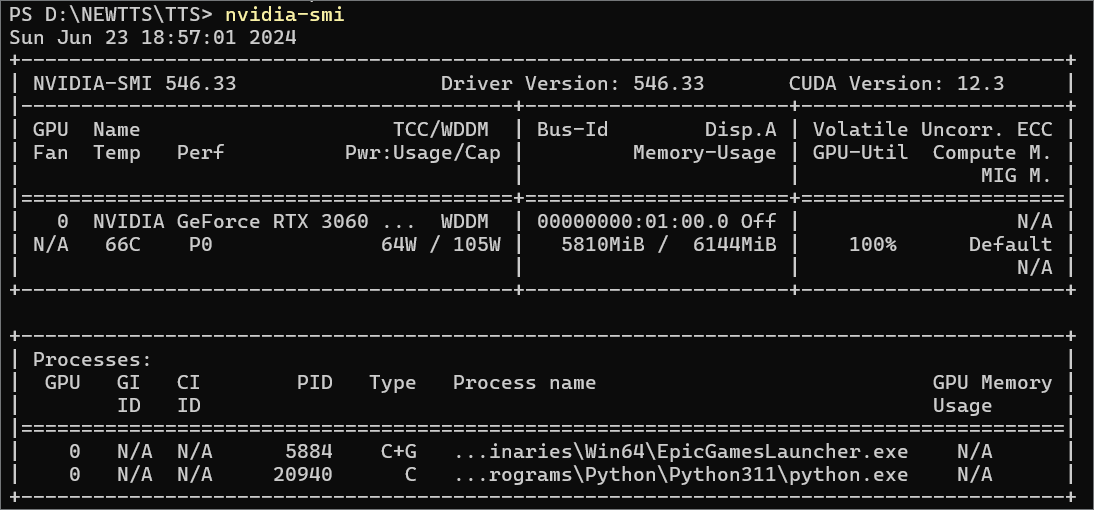 PS D:\NEWTTS\TTS> nvidia-smi
Sun Jun 23 18:57:01 2024
+-----------------------------------------------------------------------------------------+
| NVIDIA-SMI 546.33                 Driver Version: 546.33       CUDA Version: 12.3     |
|-----------------------------------------+----------------------+----------------------+
| GPU  Name                     TCC/WDDM  | Bus-Id        Disp.A | Volatile Uncorr. ECC |
| Fan  Temp   Perf          Pwr:Usage/Cap |         Memory-Usage | GPU-Util  Compute M. |
|                                         |                      |               MIG M. |
|=========================================+======================+======================|
|   0  NVIDIA GeForce RTX 3060 ...  WDDM  | 00000000:01:00.0 Off |                  N/A |
| N/A   66C    P0              64W / 105W |   5810MiB /  6144MiB |    100%      Default |
|                                         |                      |                  N/A |
+-----------------------------------------+----------------------+----------------------+
+---------------------------------------------------------------------------------------+
| Processes:                                                                            |
|  GPU   GI   CI        PID   Type   Process name                            GPU Memory |
|        ID   ID                                                             Usage      |
|=======================================================================================|
|    0   N/A  N/A      5884    C+G   ...inaries\Win64\EpicGamesLauncher.exe    N/A      |
|    0   N/A  N/A     20940      C   ...rograms\Python\Python311\python.exe    N/A      |
+---------------------------------------------------------------------------------------+